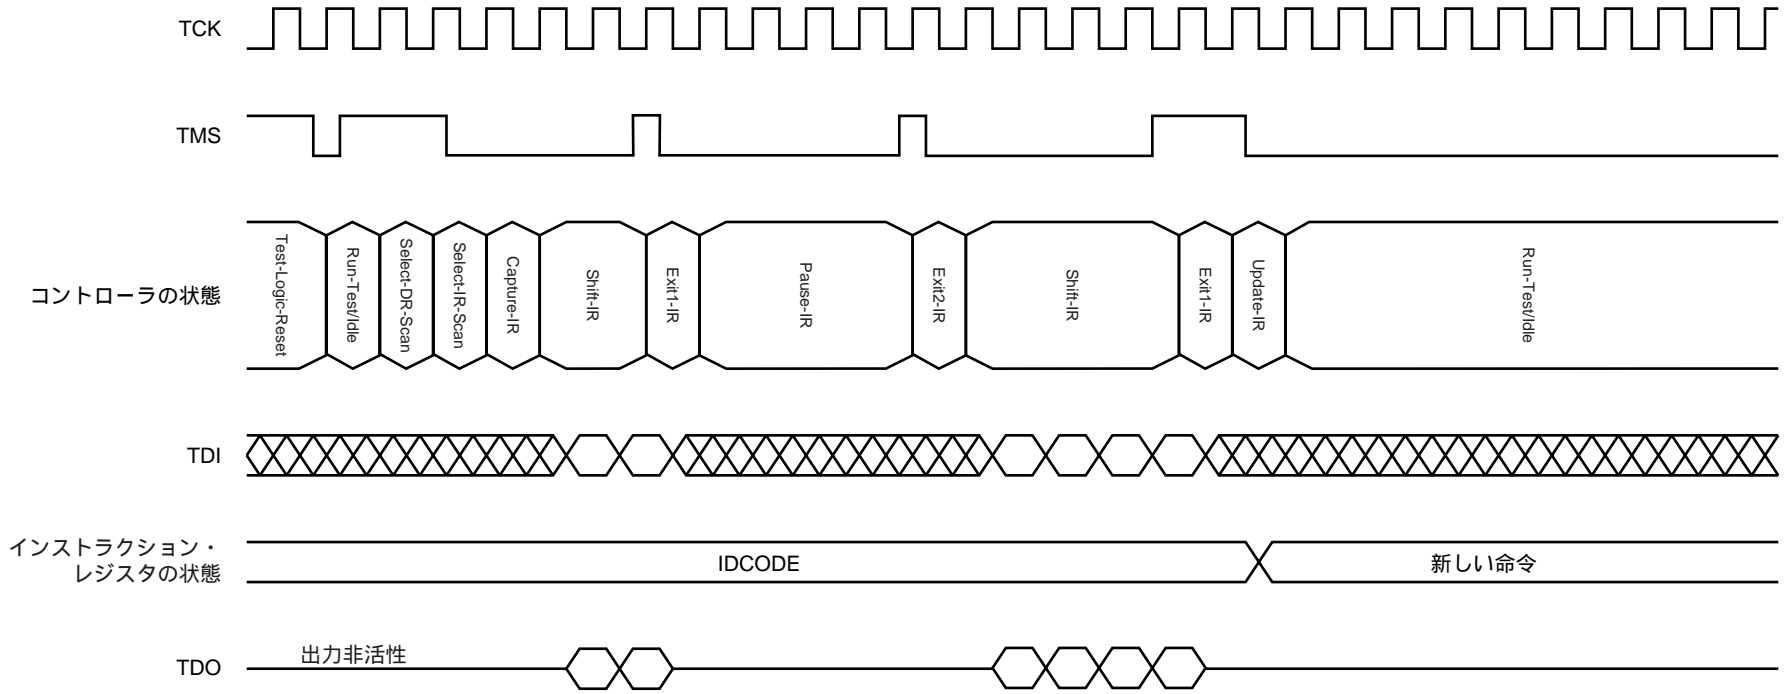 TCK
TMS
コントローラの状態
Test-Logic-Reset
Run-Test/Idle
Select-DR-Scan
Select-IR-Scan
Capture-IR
Shift-IR
Exit1-IR
Pause-IR
Exit2-IR
Shift-IR
Exit1-IR
Update-IR
Run-Test/Idle
TDI
インストラクション・
レジスタの状態
IDCODE
新しい命令
TDO
出力非活性